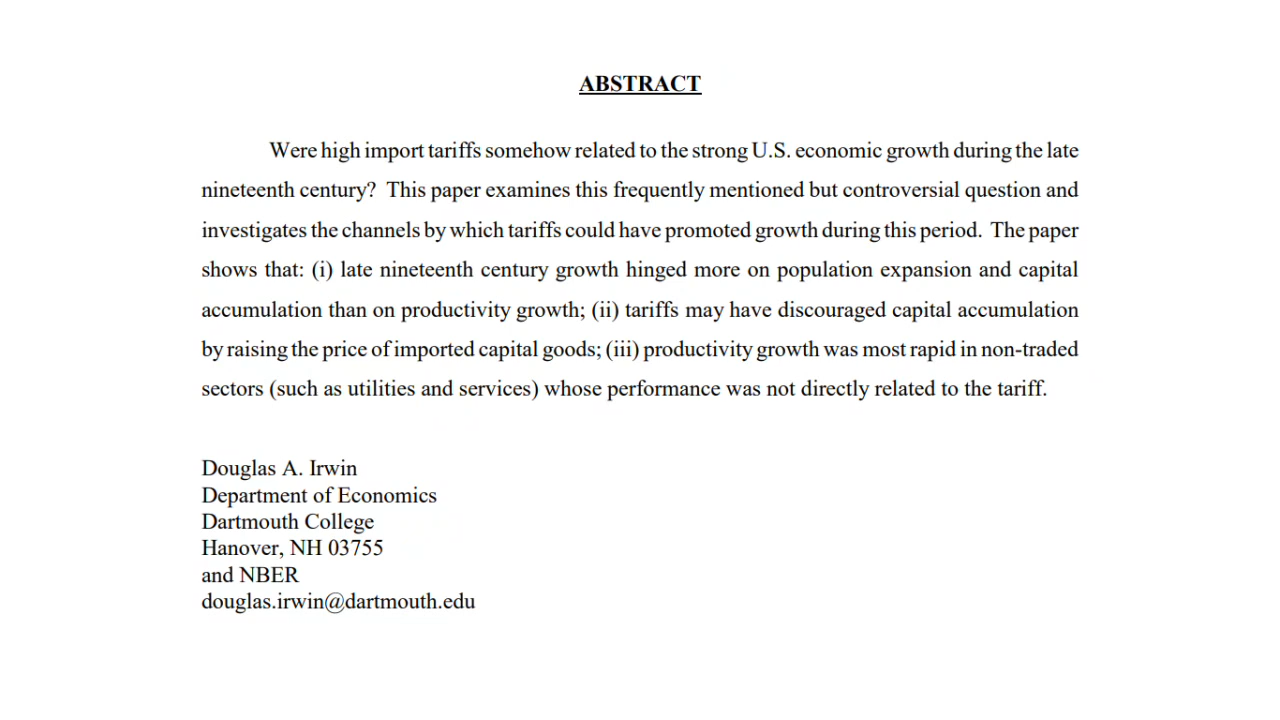 ABSTRACT
Were high import tariffs somehow related to the strong U.S. economic growth during the late
nineteenth century? This paper examines this frequently mentioned but controversial question and
investigates the channels by which tariffs could have promoted growth during this period. The paper
shows that: (i) late nineteenth century growth hinged more on population expansion and capital
accumulation than on productivity growth; (ii) tariffs may have discouraged capital accumulation
by raising the price of imported capital goods; (iii) productivity growth was most rapid in non-traded
sectors (such as utilities and services) whose performance was not directly related to the tariff.
Douglas A. Irwin
Department of Economics
Dartmouth College
Hanover, NH 03755
and NBER
douglas.irwin@dartmouth.edu